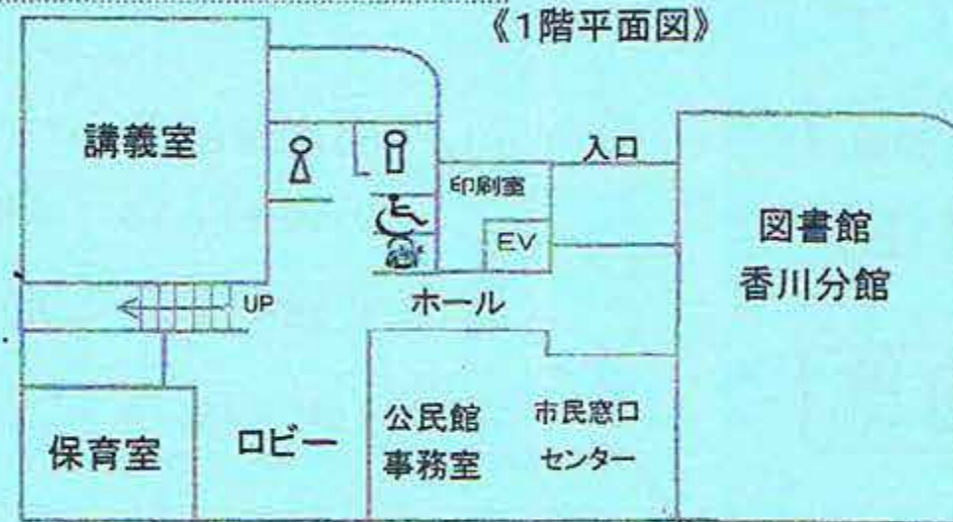 《1階平面図》
講義室
入口
印刷室
図書館
香川分館
EV
UP
ホール
保育室
ロビー
公民館
事務室
市民窓口
センター